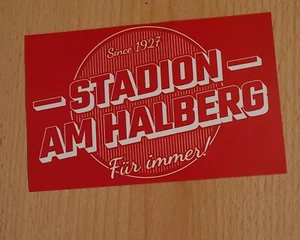 Since 1927
— STADION —
AM HALBERG
Für immer!